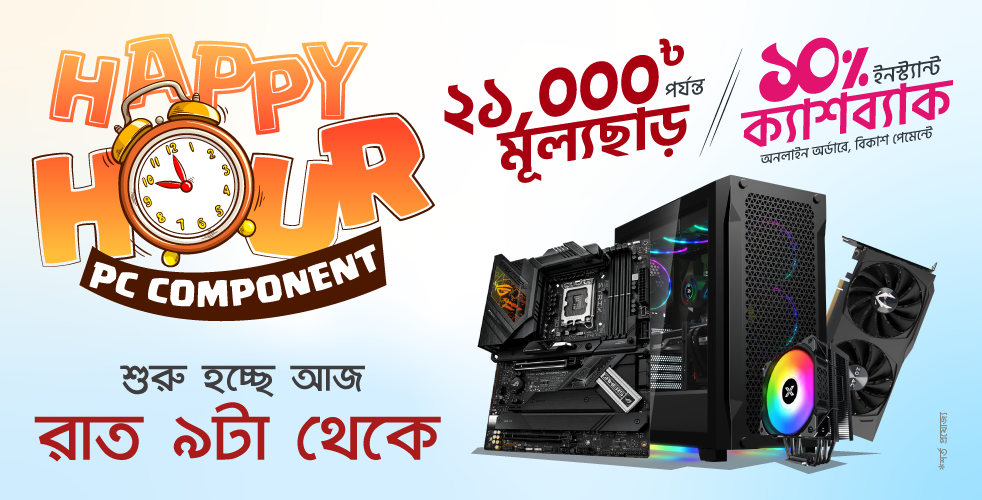 HAPPY
HOUR
PC COMPONENT
২১,০০০৳
পর্যন্ত
মূল্যছাড়
১০%
ইনস্ট্যান্ট
ক্যাশব্যাক
অনলাইন অর্ডারে, বিকাশ পেমেন্টে
শুরু হচ্ছে আজ
রাত ৯টা থেকে
*শর্ত প্রযোজ্য